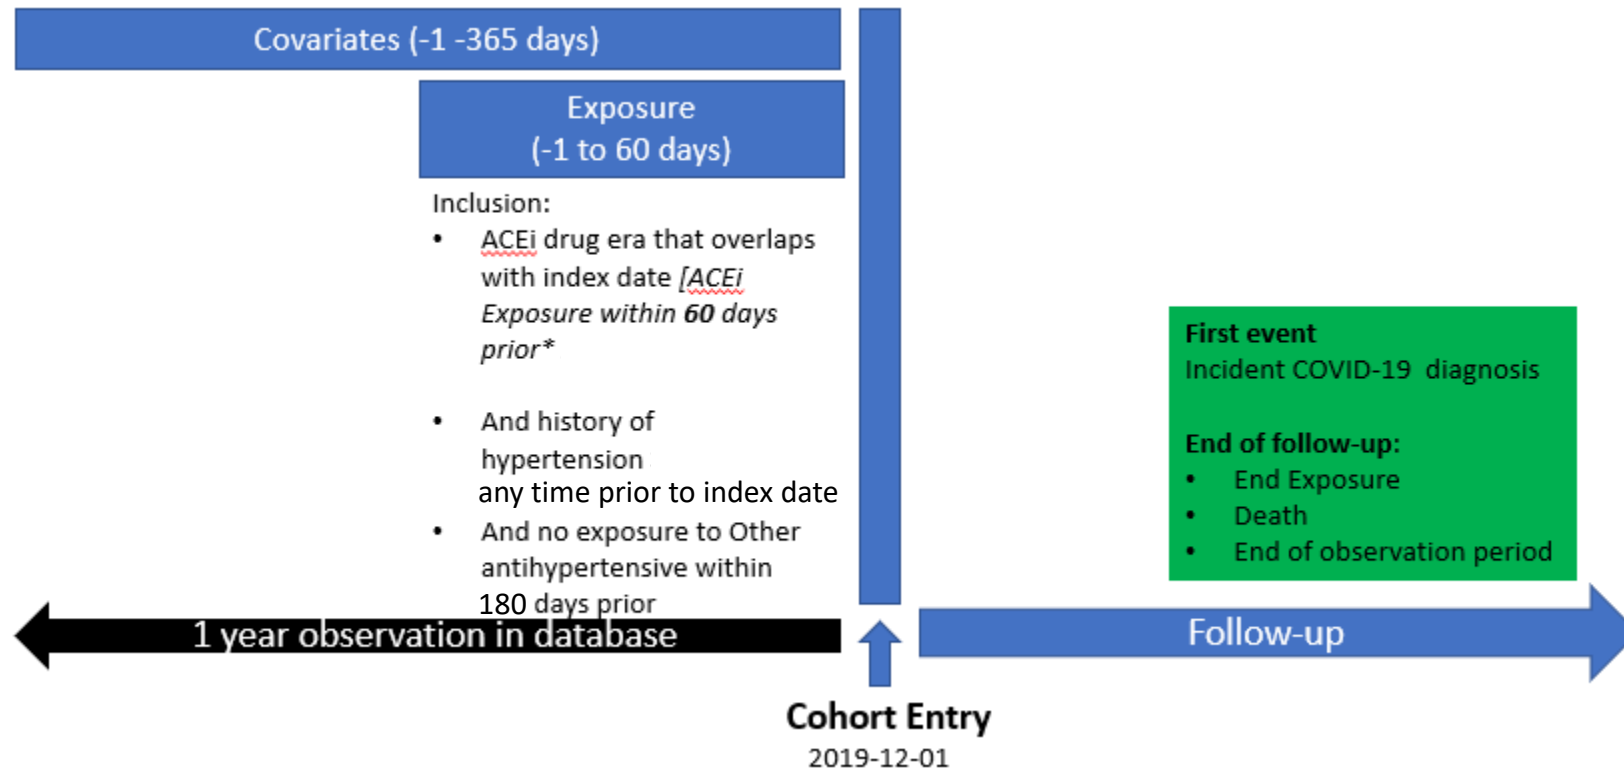 Covariates (-1 -365 days)
Exposure
(-1 to 60 days)
Inclusion:
• ACEi drug era that overlaps
with index date [ACEi
Exposure within 60 days
prior*
• And history of
hypertension
any time prior to index date
• And no exposure to Other
antihypertensive within
180 days prior
1 year observation in database
First event
Incident COVID-19 diagnosis
End of follow-up:
• End Exposure
• Death
• End of observation period
Follow-up
Cohort Entry
2019-12-01